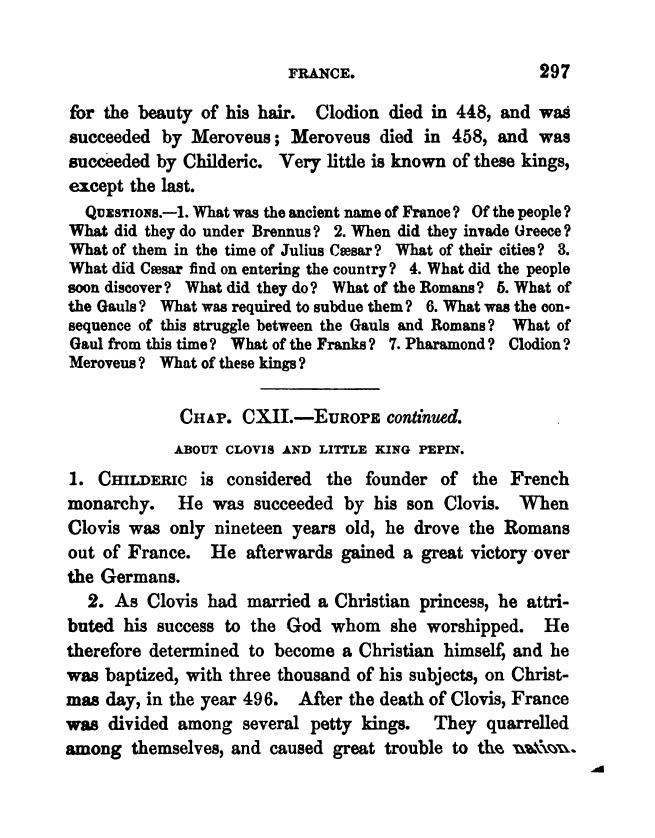 FRANCE. 297
for the beauty of his hair. Clodion died in 448, and was
succeeded by Meroveus; Meroveus died in 458, and was
succeeded by Childeric. Very little is known of these kings,
except the last.
QUESTIONS.—1. What was the ancient name of France? Of the people?
What did they do under Brennus? 2. When did they invade Greece?
What of them in the time of Julius Cæsar? What of their cities? 3.
What did Cæsar find on entering the country? 4. What did the people
soon discover? What did they do? What of the Romans? 5. What of
the Gauls? What was required to subdue them? 6. What was the con-
sequence of this struggle between the Gauls and Romans? What of
Gaul from this time? What of the Franks? 7. Pharamond? Clodion?
Meroveus? What of these kings?
CHAP. CXII.—EUROPE continued.
ABOUT CLOVIS AND LITTLE KING PEPIN.
1. CHILDERIC is considered the founder of the French
monarchy. He was succeeded by his son Clovis. When
Clovis was only nineteen years old, he drove the Romans
out of France. He afterwards gained a great victory over
the Germans.
2. As Clovis had married a Christian princess, he attri-
buted his success to the God whom she worshipped. He
therefore determined to become a Christian himself, and he
was baptized, with three thousand of his subjects, on Christ-
mas day, in the year 496. After the death of Clovis, France
was divided among several petty kings. They quarrelled
among themselves, and caused great trouble to the nation.